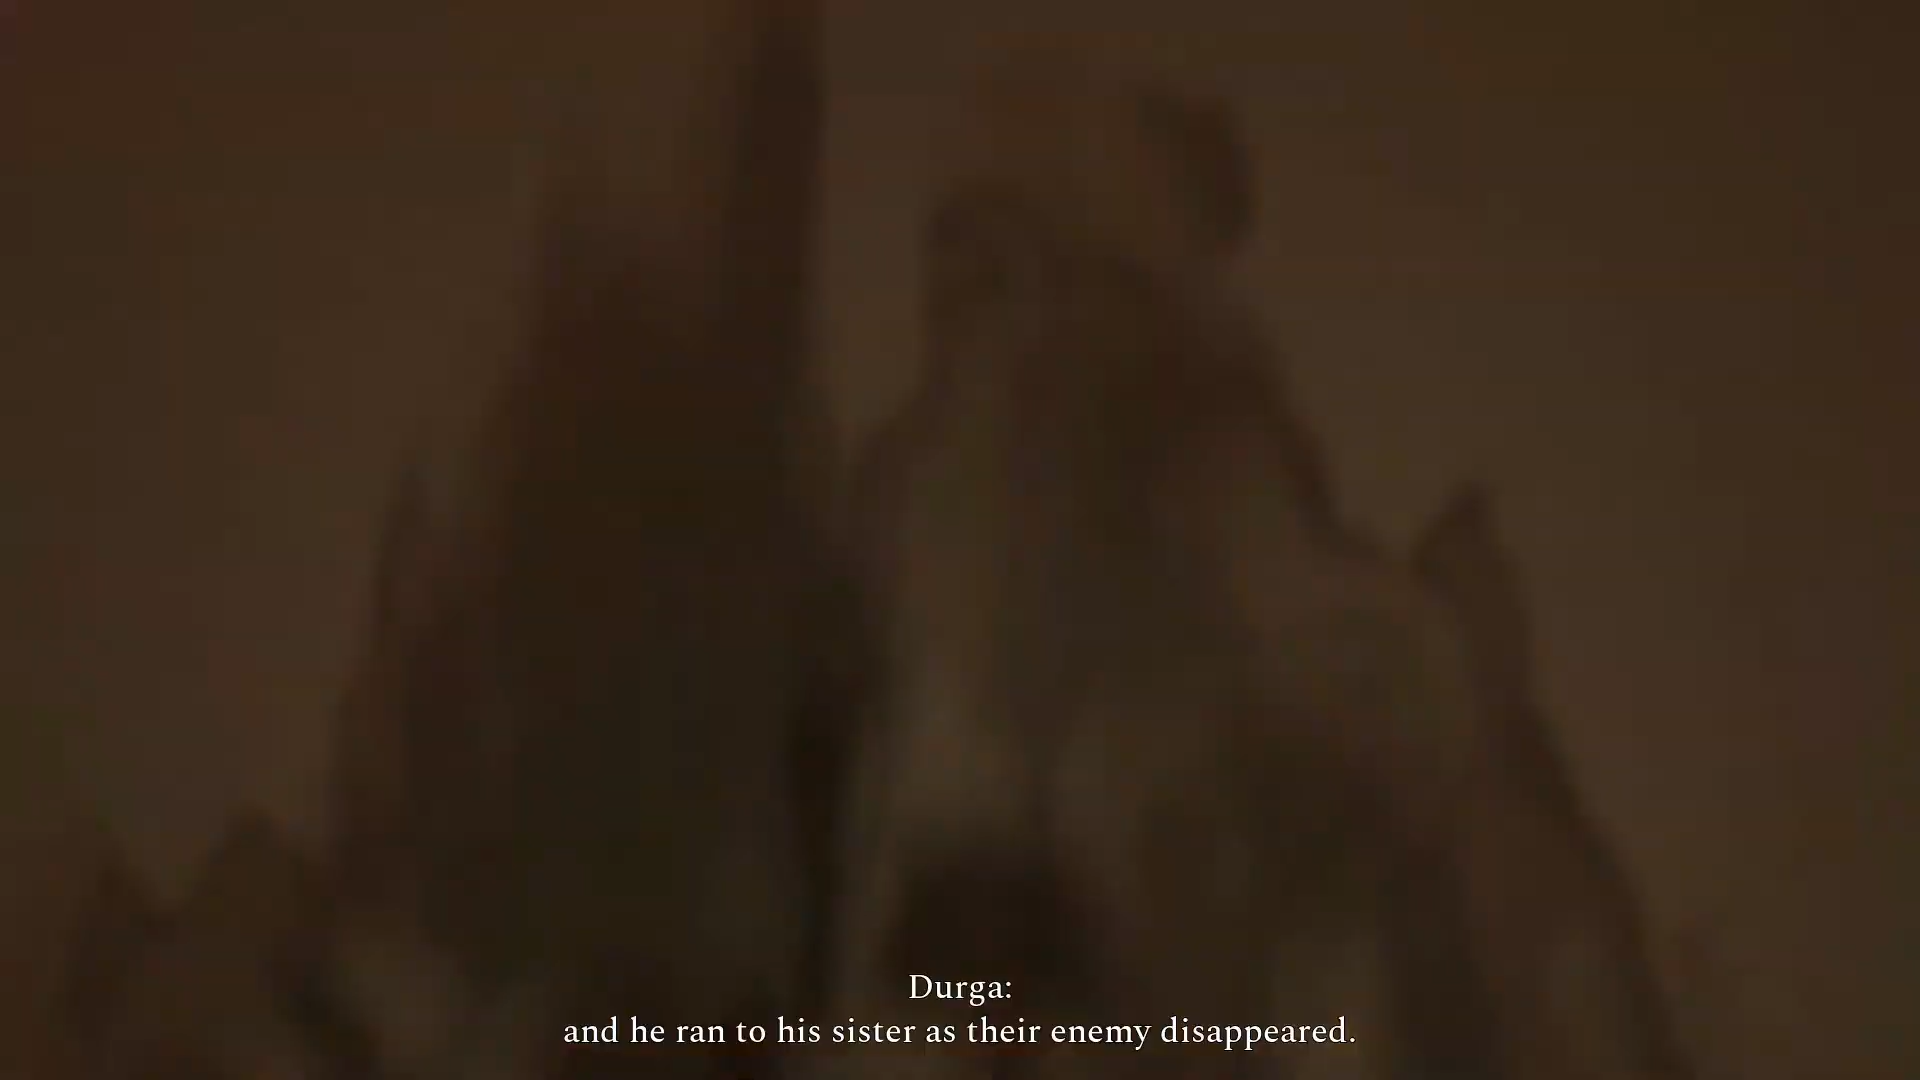 Durga:
and he ran to his sister as their enemy disappeared.